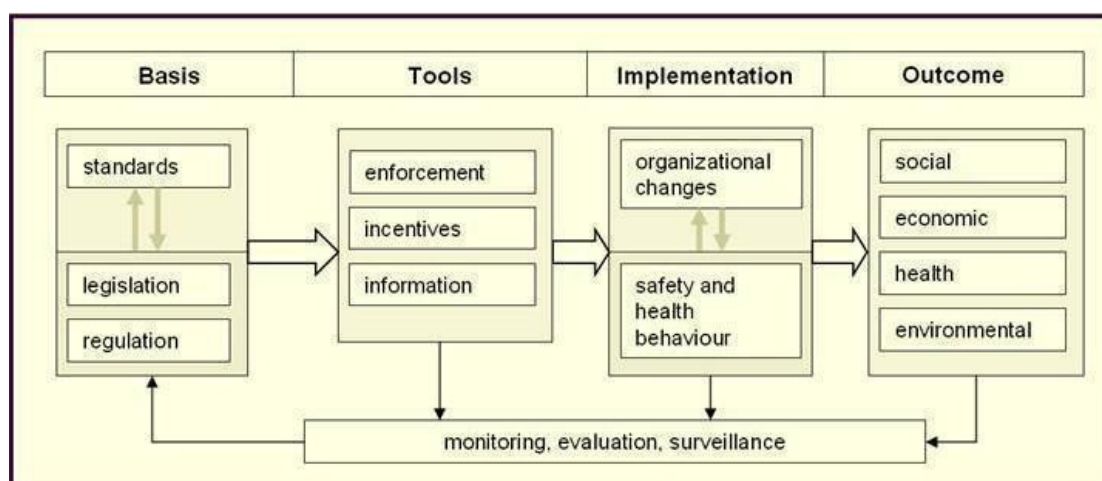 Basis
Tools
Implementation
Outcome
standards
legislation
regulation
enforcement
incentives
information
organizational
changes
safety and
health
behaviour
social
economic
health
environmental
monitoring, evaluation, surveillance